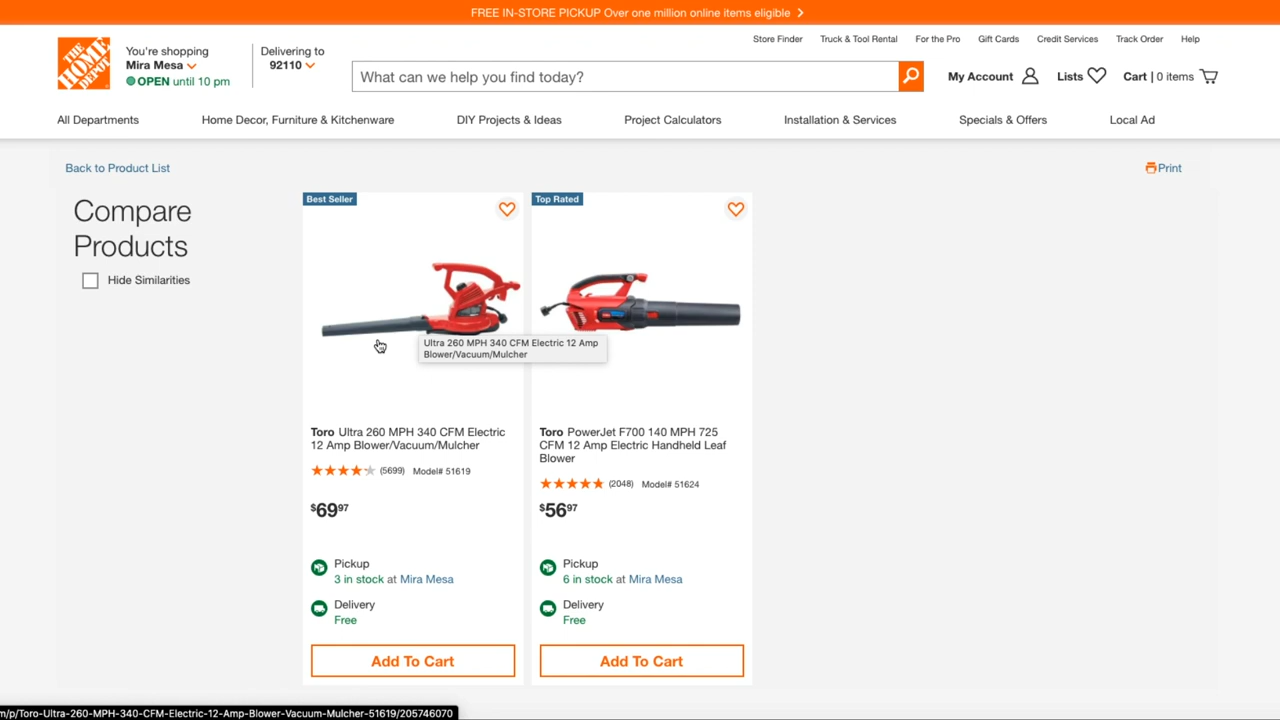 FREE IN-STORE PICKUP Over one million online items eligible
Store Finder Truck & Tool Rental For the Pro Gift Cards Credit Services Track Order Help
THE HOME DEPOT
You're shopping
Mira Mesa
OPEN until 10 pm
Delivering to
92110
What can we help you find today?
My Account Lists Cart | 0 items
All Departments Home Decor, Furniture & Kitchenware DIY Projects & Ideas Project Calculators Installation & Services Specials & Offers Local Ad
Back to Product List
Print
Compare
Products
Hide Similarities
Best Seller
Ultra 260 MPH 340 CFM Electric 12 Amp
Blower/Vacuum/Mulcher
Toro Ultra 260 MPH 340 CFM Electric
12 Amp Blower/Vacuum/Mulcher
(5699) Model# 51619
$69 97
Pickup
3 in stock at Mira Mesa
Delivery
Free
Add To Cart
Top Rated
Toro PowerJet F700 140 MPH 725
CFM 12 Amp Electric Handheld Leaf
Blower
(2048) Model# 51624
$56 97
Pickup
6 in stock at Mira Mesa
Delivery
Free
Add To Cart
m/p/Toro-Ultra-260-MPH-340-CFM-Electric-12-Amp-Blower-Vacuum-Mulcher-51619/205746070